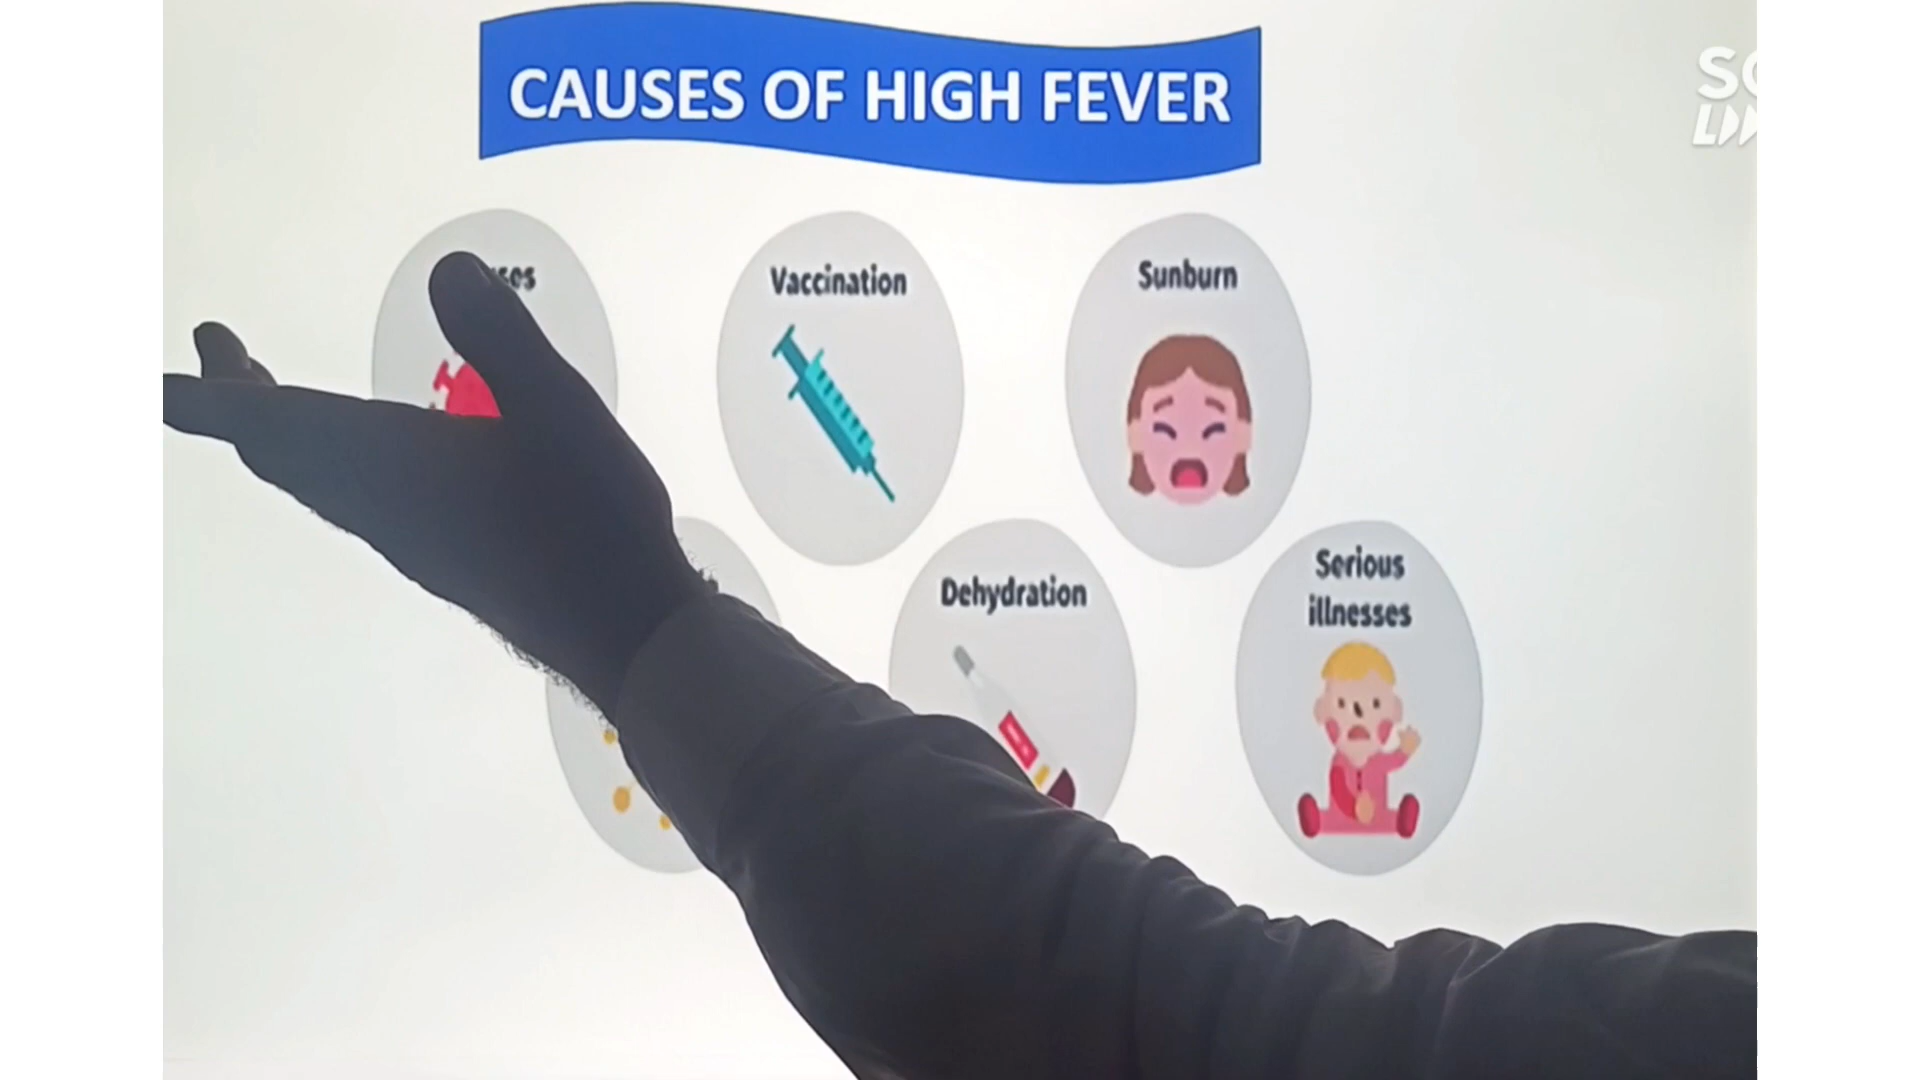 CAUSES OF HIGH FEVER
Vaccination
Sunburn
Dehydration
Serious
illnesses